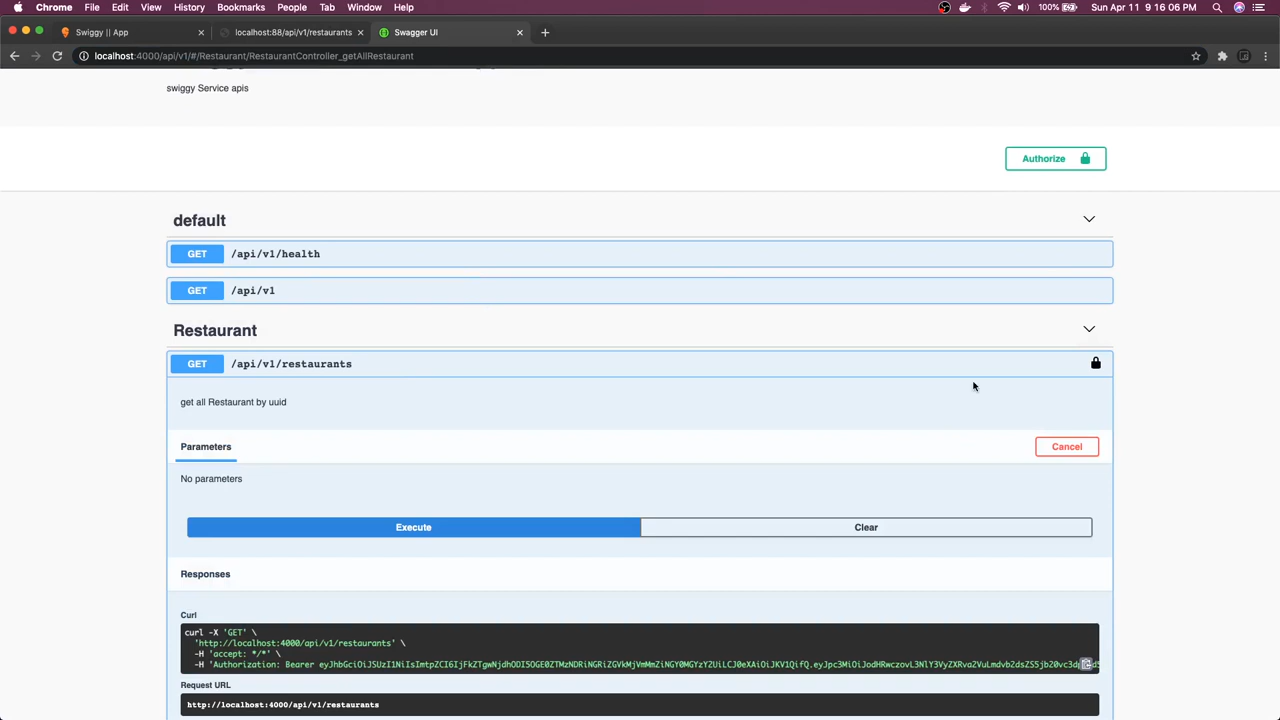 Chrome File Edit View History Bookmarks People Tab Window Help 100% Sun Apr 11 9:16:06 PM
Swiggy || App localhost:88/api/v1/restaurants Swagger UI
localhost:4000/api/v1/#/Restaurant/RestaurantController_getAllRestaurant
swiggy Service apis
Authorize
default
GET /api/v1/health
GET /api/v1
Restaurant
GET /api/v1/restaurants
get all Restaurant by uuid
Parameters Cancel
No parameters
Execute Clear
Responses
Curl
curl -X 'GET' \
'http://localhost:4000/api/v1/restaurants' \
-H 'accept: */*' \
-H 'Authorization: Bearer
Request URL
http://localhost:4000/api/v1/restaurants